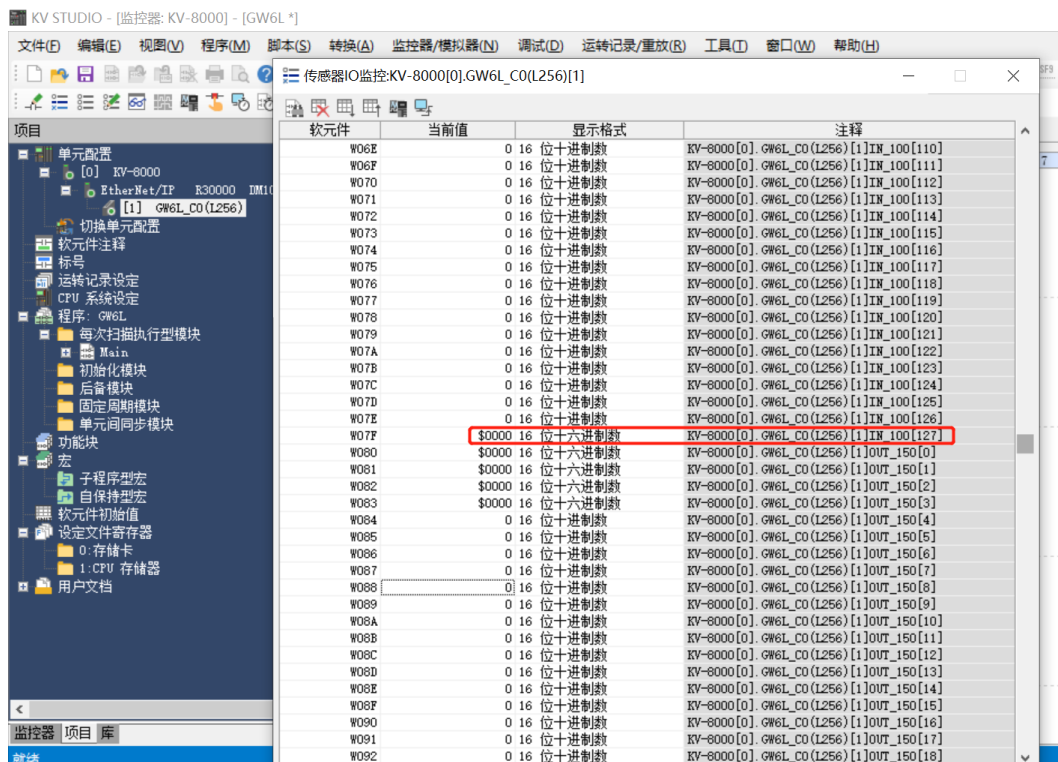 KV STUDIO - [监控器: KV-8000] - [GW6L *]
文件(F) 编辑(E) 视图(V) 程序(M) 脚本(S) 转换(A) 监控器/模拟器(N) 调试(D) 运转记录/重放(R) 工具(T) 窗口(W) 帮助(H)
传感器IO监控:KV-8000[0].GW6L_C0(L256)[1]
项目
单元配置
[0] KV-8000
EtherNet/IP R30000 DM10
[1] GW6L_C0(L256)
切换单元配置
软元件注释
标号
运转记录设定
CPU 系统设定
程序: GW6L
每次扫描执行型模块
Main
初始化模块
后备模块
固定周期模块
单元间同步模块
功能块
宏
子程序型宏
自保持型宏
软元件初始值
设定文件寄存器
0:存储卡
1:CPU 存储器
用户文档
监控器 项目 库
就绪
软元件 当前值 显示格式 注释
W06E 0 16 位十进制数 KV-8000[0].GW6L_C0(L256)[1]IN_100[110]
W06F 0 16 位十进制数 KV-8000[0].GW6L_C0(L256)[1]IN_100[111]
W070 0 16 位十进制数 KV-8000[0].GW6L_C0(L256)[1]IN_100[112]
W071 0 16 位十进制数 KV-8000[0].GW6L_C0(L256)[1]IN_100[113]
W072 0 16 位十进制数 KV-8000[0].GW6L_C0(L256)[1]IN_100[114]
W073 0 16 位十进制数 KV-8000[0].GW6L_C0(L256)[1]IN_100[115]
W074 0 16 位十进制数 KV-8000[0].GW6L_C0(L256)[1]IN_100[116]
W075 0 16 位十进制数 KV-8000[0].GW6L_C0(L256)[1]IN_100[117]
W076 0 16 位十进制数 KV-8000[0].GW6L_C0(L256)[1]IN_100[118]
W077 0 16 位十进制数 KV-8000[0].GW6L_C0(L256)[1]IN_100[119]
W078 0 16 位十进制数 KV-8000[0].GW6L_C0(L256)[1]IN_100[120]
W079 0 16 位十进制数 KV-8000[0].GW6L_C0(L256)[1]IN_100[121]
W07A 0 16 位十进制数 KV-8000[0].GW6L_C0(L256)[1]IN_100[122]
W07B 0 16 位十进制数 KV-8000[0].GW6L_C0(L256)[1]IN_100[123]
W07C 0 16 位十进制数 KV-8000[0].GW6L_C0(L256)[1]IN_100[124]
W07D 0 16 位十进制数 KV-8000[0].GW6L_C0(L256)[1]IN_100[125]
W07E 0 16 位十进制数 KV-8000[0].GW6L_C0(L256)[1]IN_100[126]
W07F $0000 16 位十六进制数 KV-8000[0].GW6L_C0(L256)[1]IN_100[127]
W080 $0000 16 位十六进制数 KV-8000[0].GW6L_C0(L256)[1]OUT_150[0]
W081 $0000 16 位十六进制数 KV-8000[0].GW6L_C0(L256)[1]OUT_150[1]
W082 $0000 16 位十六进制数 KV-8000[0].GW6L_C0(L256)[1]OUT_150[2]
W083 $0000 16 位十六进制数 KV-8000[0].GW6L_C0(L256)[1]OUT_150[3]
W084 0 16 位十进制数 KV-8000[0].GW6L_C0(L256)[1]OUT_150[4]
W085 0 16 位十进制数 KV-8000[0].GW6L_C0(L256)[1]OUT_150[5]
W086 0 16 位十进制数 KV-8000[0].GW6L_C0(L256)[1]OUT_150[6]
W087 0 16 位十进制数 KV-8000[0].GW6L_C0(L256)[1]OUT_150[7]
W088 0 16 位十进制数 KV-8000[0].GW6L_C0(L256)[1]OUT_150[8]
W089 0 16 位十进制数 KV-8000[0].GW6L_C0(L256)[1]OUT_150[9]
W08A 0 16 位十进制数 KV-8000[0].GW6L_C0(L256)[1]OUT_150[10]
W08B 0 16 位十进制数 KV-8000[0].GW6L_C0(L256)[1]OUT_150[11]
W08C 0 16 位十进制数 KV-8000[0].GW6L_C0(L256)[1]OUT_150[12]
W08D 0 16 位十进制数 KV-8000[0].GW6L_C0(L256)[1]OUT_150[13]
W08E 0 16 位十进制数 KV-8000[0].GW6L_C0(L256)[1]OUT_150[14]
W08F 0 16 位十进制数 KV-8000[0].GW6L_C0(L256)[1]OUT_150[15]
W090 0 16 位十进制数 KV-8000[0].GW6L_C0(L256)[1]OUT_150[16]
W091 0 16 位十进制数 KV-8000[0].GW6L_C0(L256)[1]OUT_150[17]
W092 0 16 位十进制数 KV-8000[0].GW6L_C0(L256)[1]OUT_150[18]
SF9
7